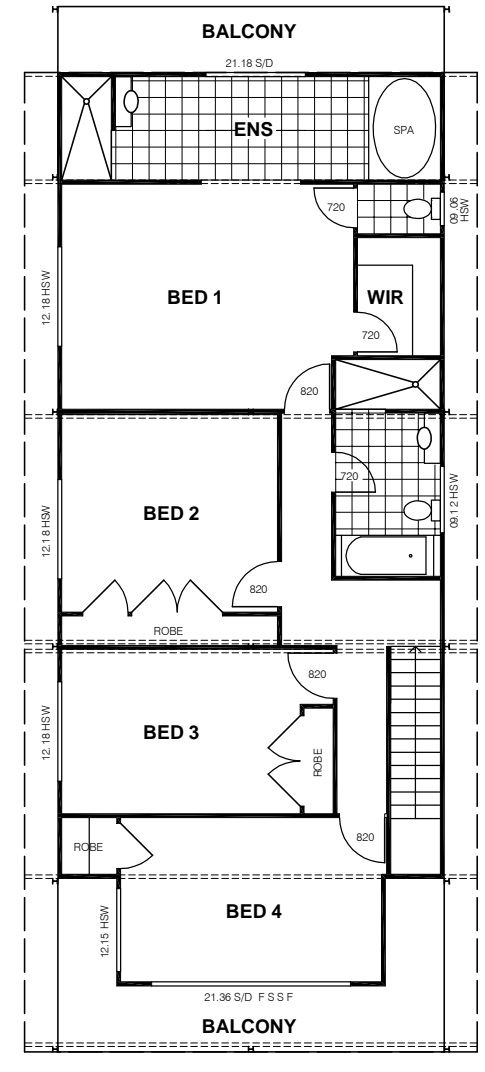 BALCONY
21.18 S/D
ENS
SPA
720
09.06
HSW
12.18 HSW
BED 1
WIR
720
820
12.18 HSW
BED 2
720
09.12 HSW
820
ROBE
820
12.18 HSW
BED 3
ROBE
ROBE
820
12.15 HSW
BED 4
21.36 S/D F S S F
BALCONY